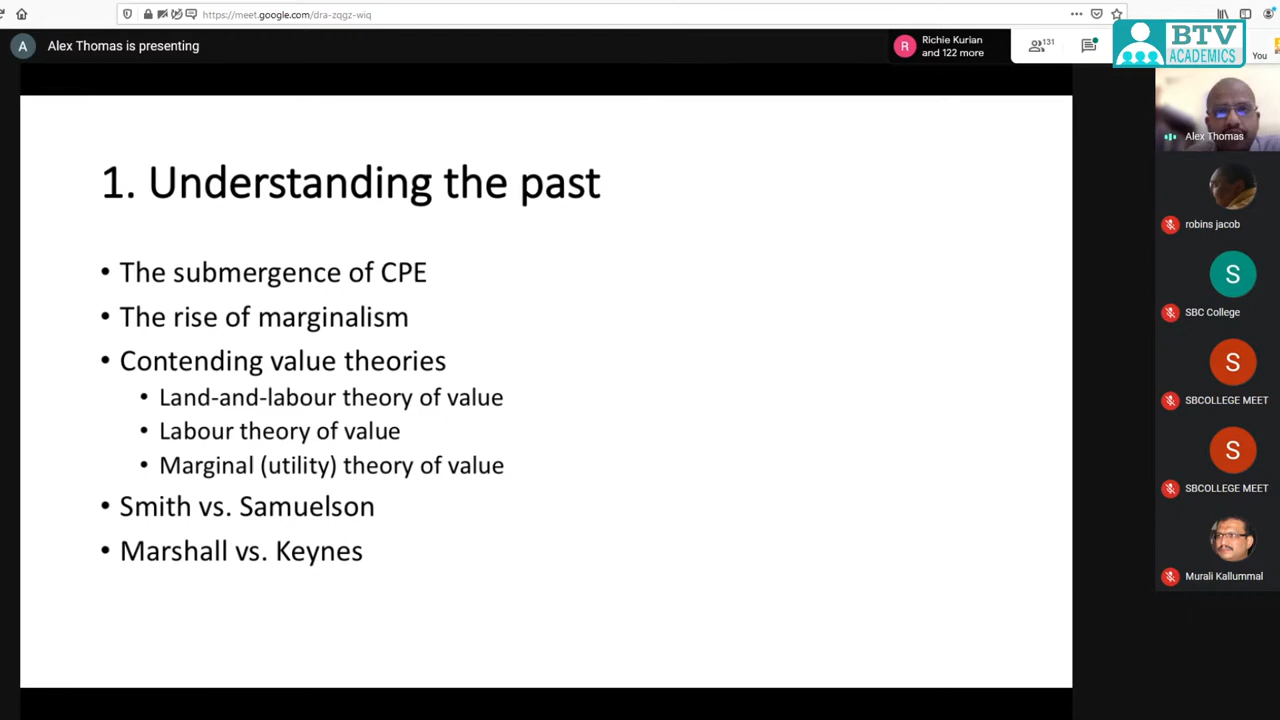 https://meet.google.com/dra-zqgz-wiq
A
Alex Thomas is presenting
R
Richie Kurian
and 122 more
131
BTV
ACADEMICS
You
1. Understanding the past
• The submergence of CPE
• The rise of marginalism
• Contending value theories
• Land-and-labour theory of value
• Labour theory of value
• Marginal (utility) theory of value
• Smith vs. Samuelson
• Marshall vs. Keynes
Alex Thomas
robins jacob
S
SBC College
S
SBCOLLEGE MEET
S
SBCOLLEGE MEET
Murali Kallummal